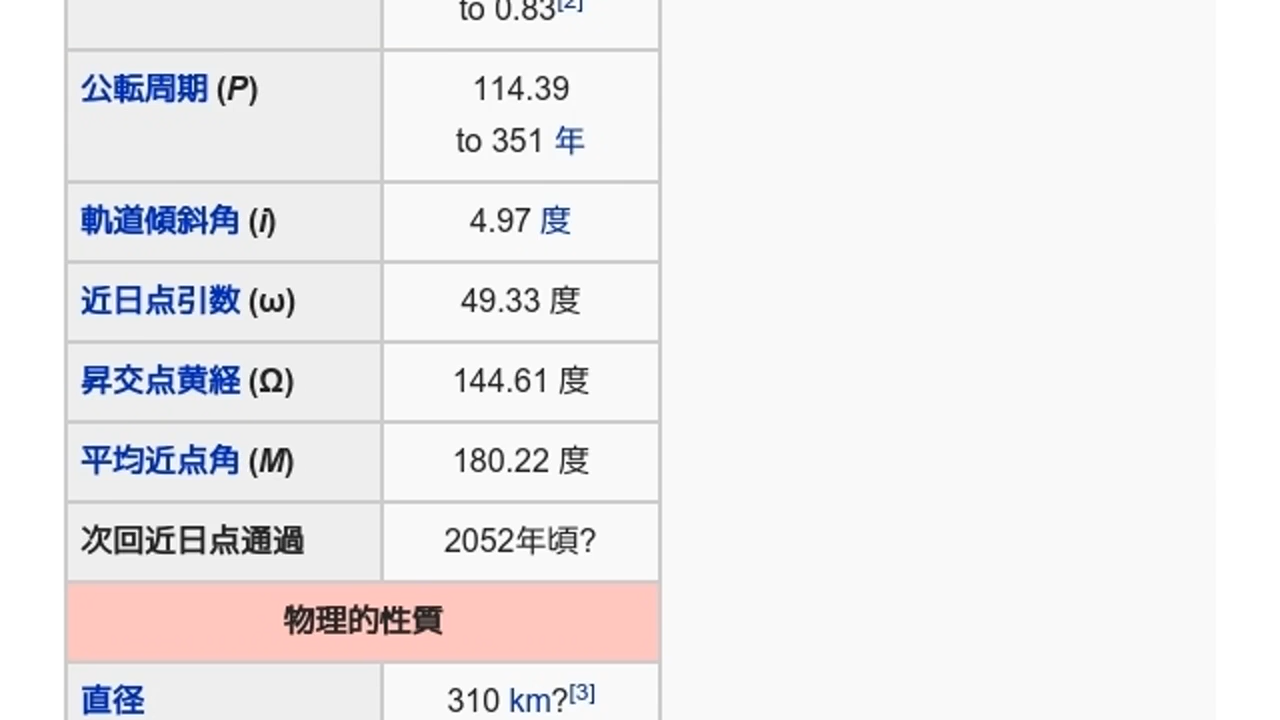 to 0.83[2]
公転周期 (P) 114.39
to 351 年
軌道傾斜角 (i) 4.97 度
近日点引数 (ω) 49.33 度
昇交点黄経 (Ω) 144.61 度
平均近点角 (M) 180.22 度
次回近日点通過 2052年頃?
物理的性質
直径 310 km?[3]